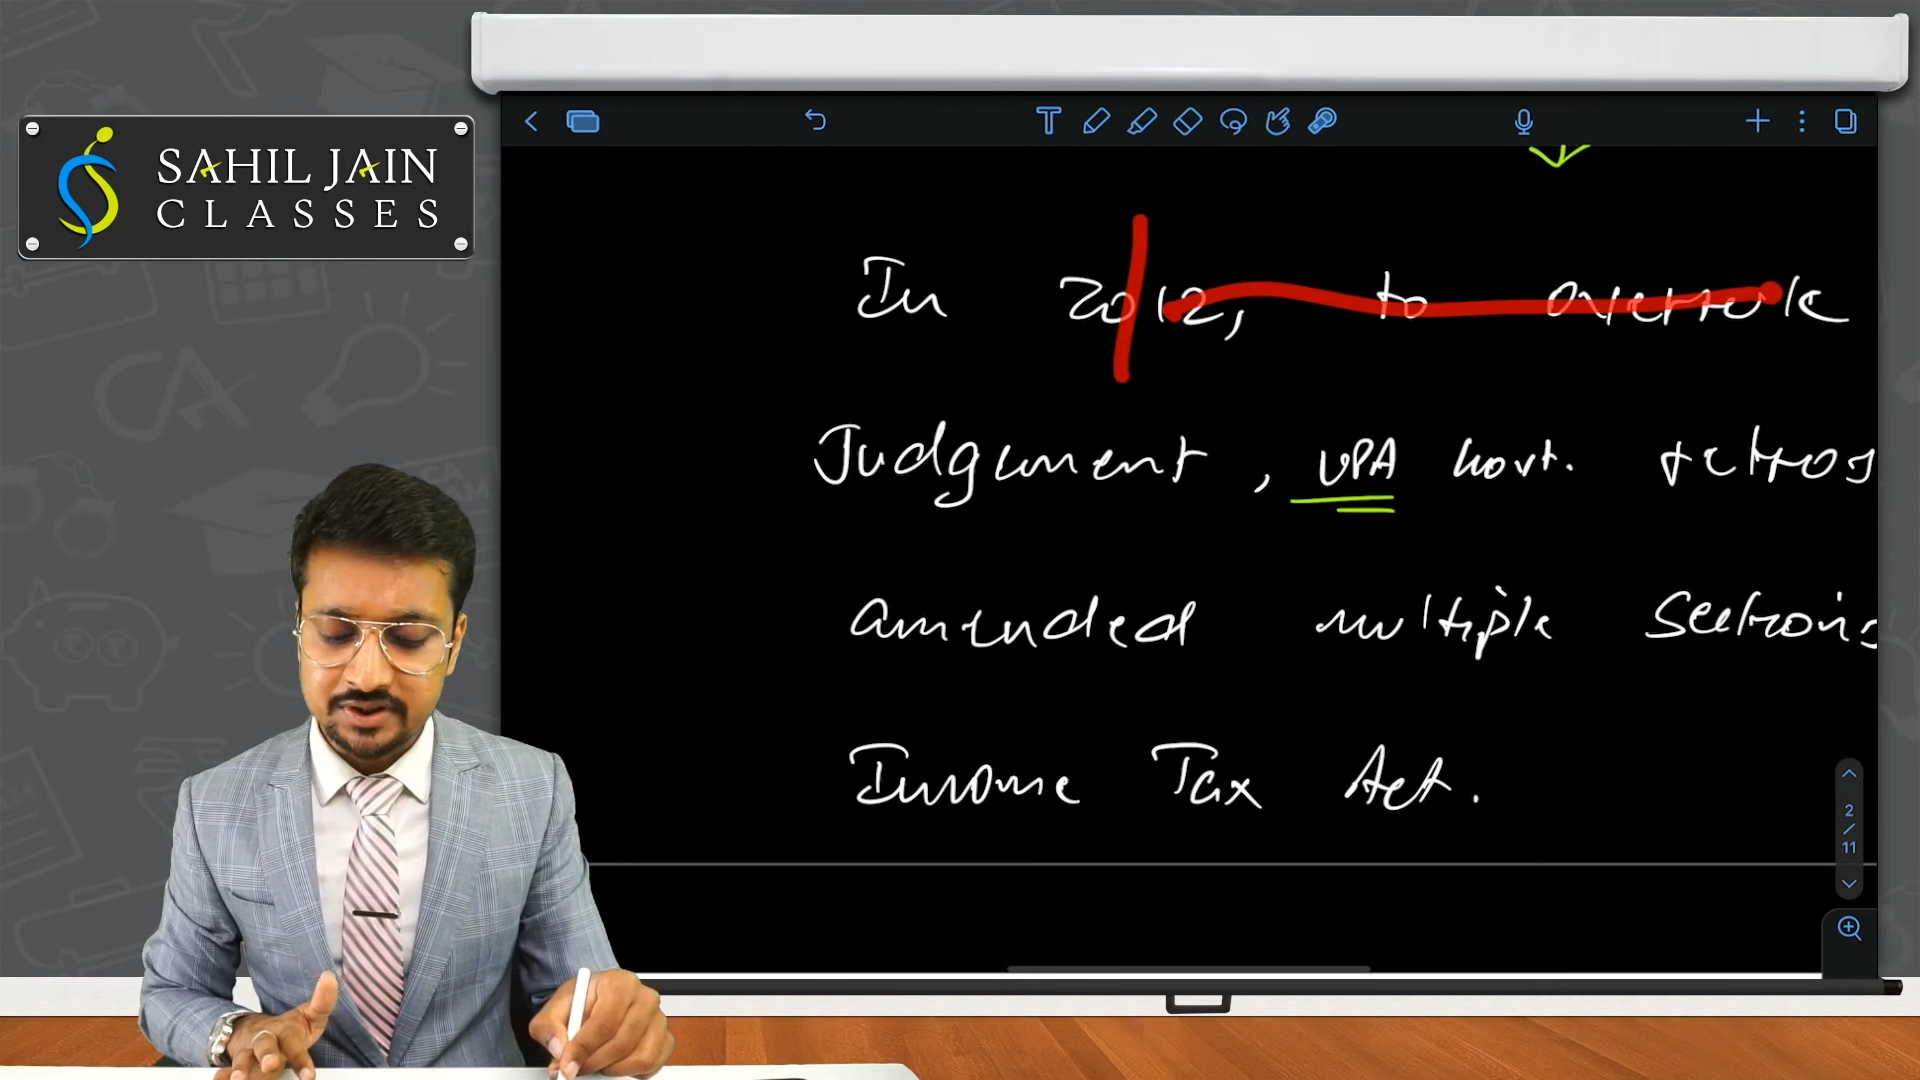 SAHIL JAIN
CLASSES
In 2012, to overrule
Judgement, UPA Govt. retros
amended multiple Sections
Income Tax Act.
2
/
11